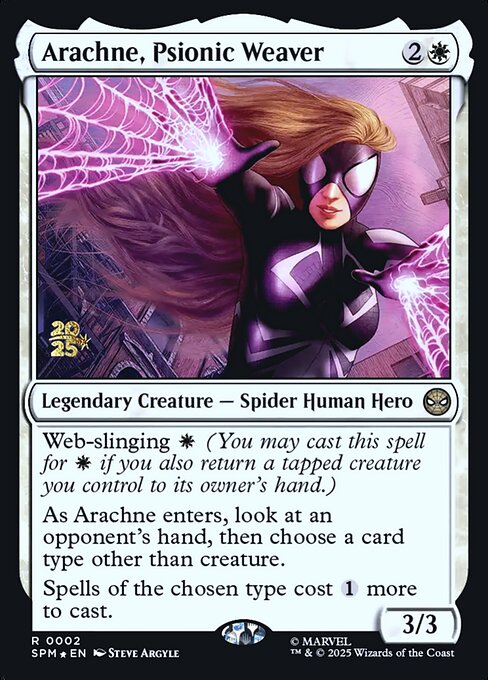 Arachne, Psionic Weaver 2
20
25
Legendary Creature — Spider Human Hero
Web-slinging (You may cast this spell
for if you also return a tapped creature
you control to its owner's hand.)
As Arachne enters, look at an
opponent's hand, then choose a card
type other than creature.
Spells of the chosen type cost 1 more
to cast.
3/3
R 0002
SPM ★ EN STEVE ARGYLE
© MARVEL
™ & © 2025 Wizards of the Coast